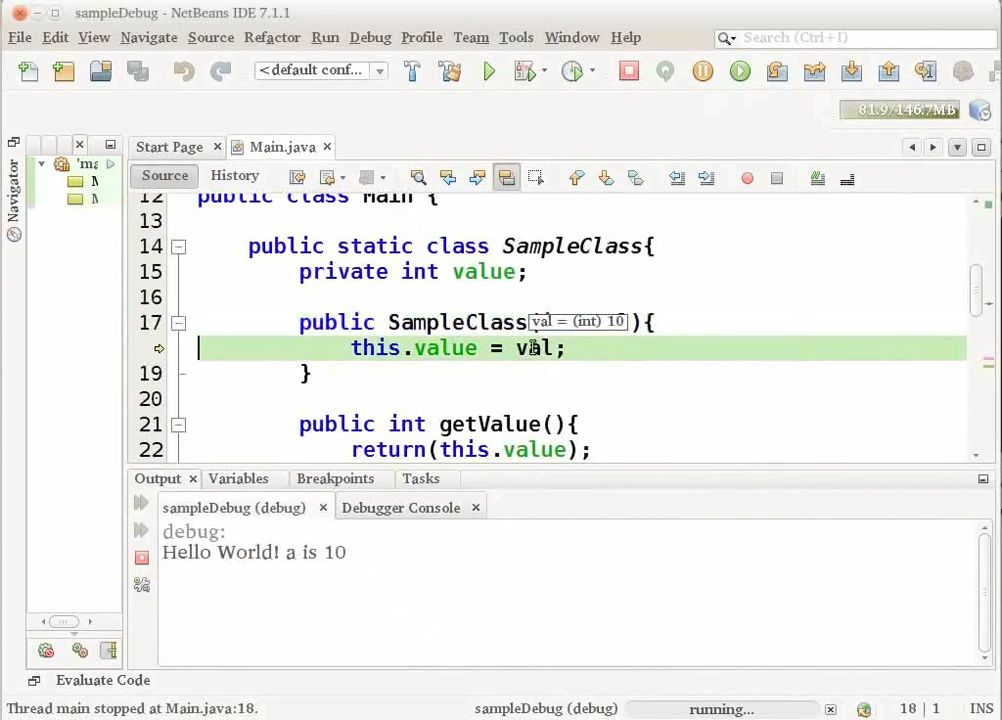 sampleDebug - NetBeans IDE 7.1.1
File Edit View Navigate Source Refactor Run Debug Profile Team Tools Window Help
Search (Ctrl+I)
<default conf...
81.9/146.7MB
Navigator
'ma
Start Page
Main.java
Source History
12 public class Main {
13
14 public static class SampleClass{
15 private int value;
16
17 public SampleClass( ){
val = (int) 10
this.value = val;
19 }
20
21 public int getValue(){
22 return(this.value);
Output Variables Breakpoints Tasks
sampleDebug (debug) Debugger Console
debug:
Hello World! a is 10
Evaluate Code
Thread main stopped at Main.java:18.
sampleDebug (debug)
running...
18 | 1 INS